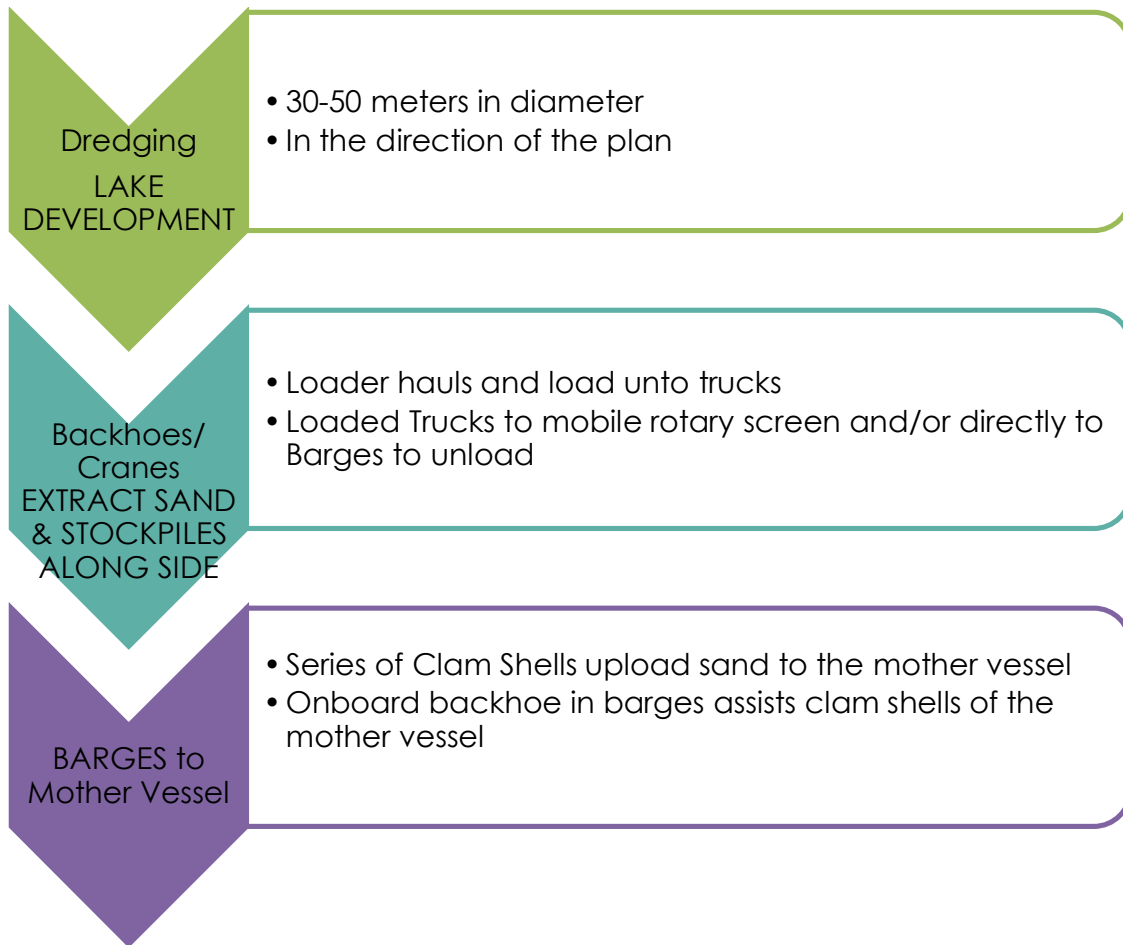 Dredging
LAKE
DEVELOPMENT
• 30-50 meters in diameter
• In the direction of the plan
Backhoes/
Cranes
EXTRACT SAND
& STOCKPILES
ALONG SIDE
• Loader hauls and load unto trucks
• Loaded Trucks to mobile rotary screen and/or directly to
Barges to unload
BARGES to
Mother Vessel
• Series of Clam Shells upload sand to the mother vessel
• Onboard backhoe in barges assists clam shells of the
mother vessel